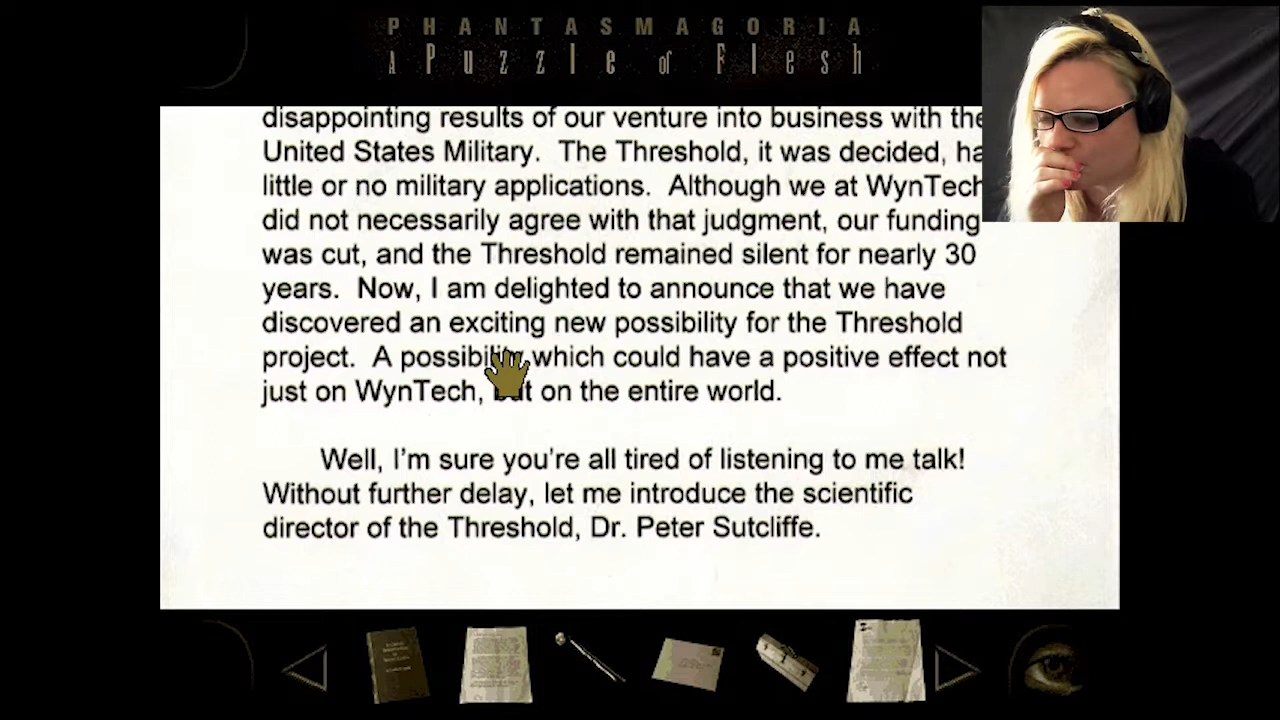 PHANTASMAGORIA
A Puzzle of Flesh
disappointing results of our venture into business with the
United States Military. The Threshold, it was decided, ha
little or no military applications. Although we at WynTech
did not necessarily agree with that judgment, our funding
was cut, and the Threshold remained silent for nearly 30
years. Now, I am delighted to announce that we have
discovered an exciting new possibility for the Threshold
project. A possibility which could have a positive effect not
just on WynTech, but on the entire world.
Well, I'm sure you're all tired of listening to me talk!
Without further delay, let me introduce the scientific
director of the Threshold, Dr. Peter Sutcliffe.